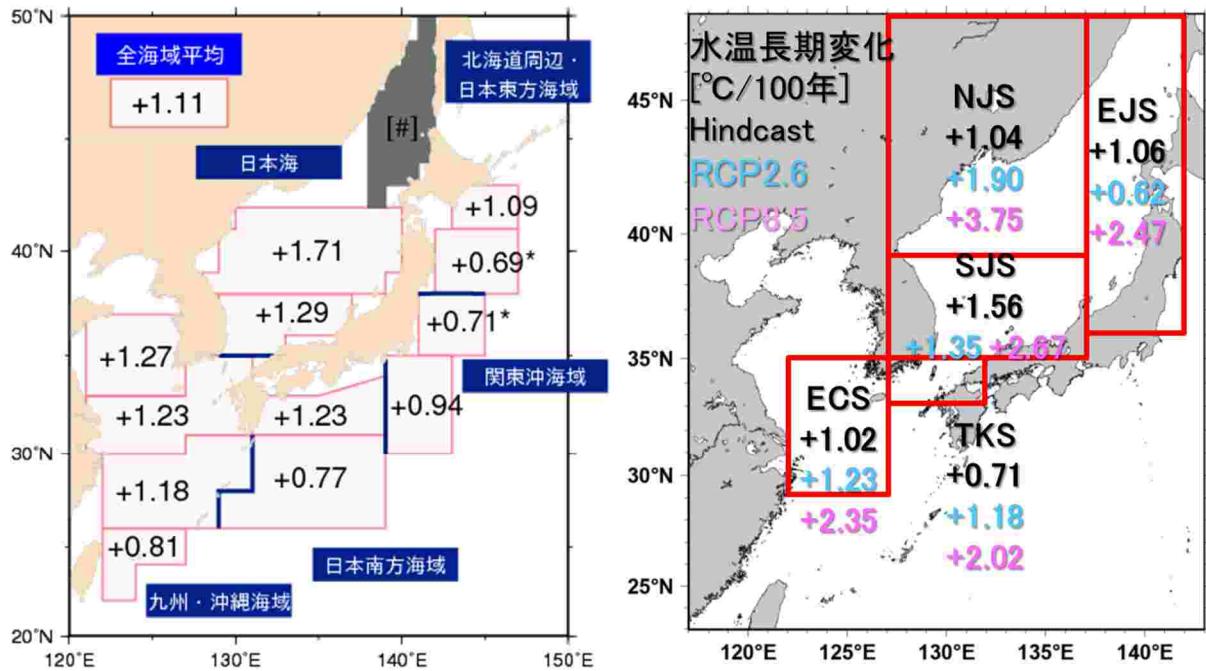 50°N
40°N
30°N
20°N
120°E
130°E
140°E
150°E
全海域平均
+1.11
北海道周辺・
日本東方海域
[#]
日本海
+1.09
+1.71
+0.69*
+1.29
+0.71*
+1.27
関東沖海域
+0.94
+1.23
+1.23
+1.18
+0.77
+0.81
日本南方海域
九州・沖縄海域
水温長期変化
[℃/100年]
Hindcast
RCP2.6
RCP8.5
NJS
+1.04
+1.90
+3.75
EJS
+1.06
+0.62
+2.47
SJS
+1.56
+1.35 +2.67
ECS
+1.02
+1.23
+2.35
TKS
+0.71
+1.18
+2.02
45°N
40°N
35°N
30°N
25°N
120°E
125°E
130°E
135°E
140°E